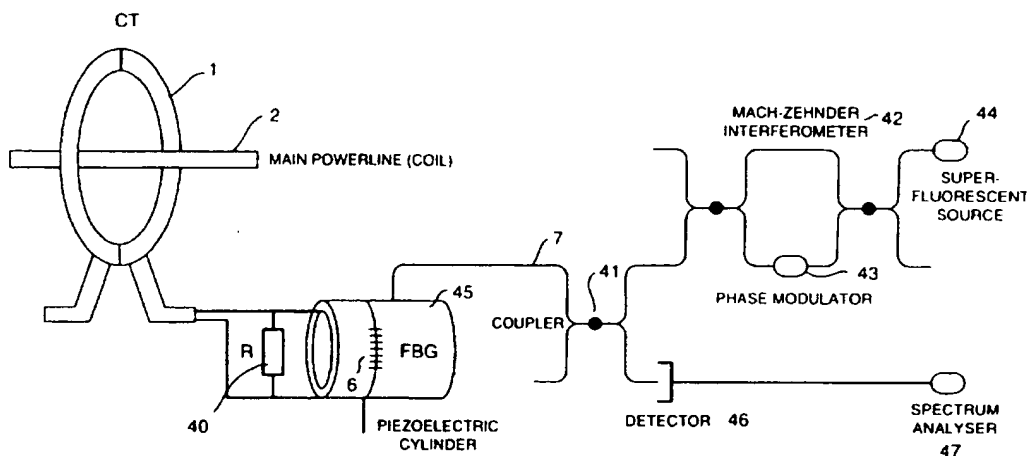 CT
1
2
MAIN POWERLINE (COIL)
MACH-ZEHNDER
INTERFEROMETER
42
44
SUPER-
FLUORESCENT
SOURCE
7
41
43
PHASE MODULATOR
45
COUPLER
R
6
FBG
40
PIEZOELECTRIC
CYLINDER
DETECTOR 46
SPECTRUM
ANALYSER
47